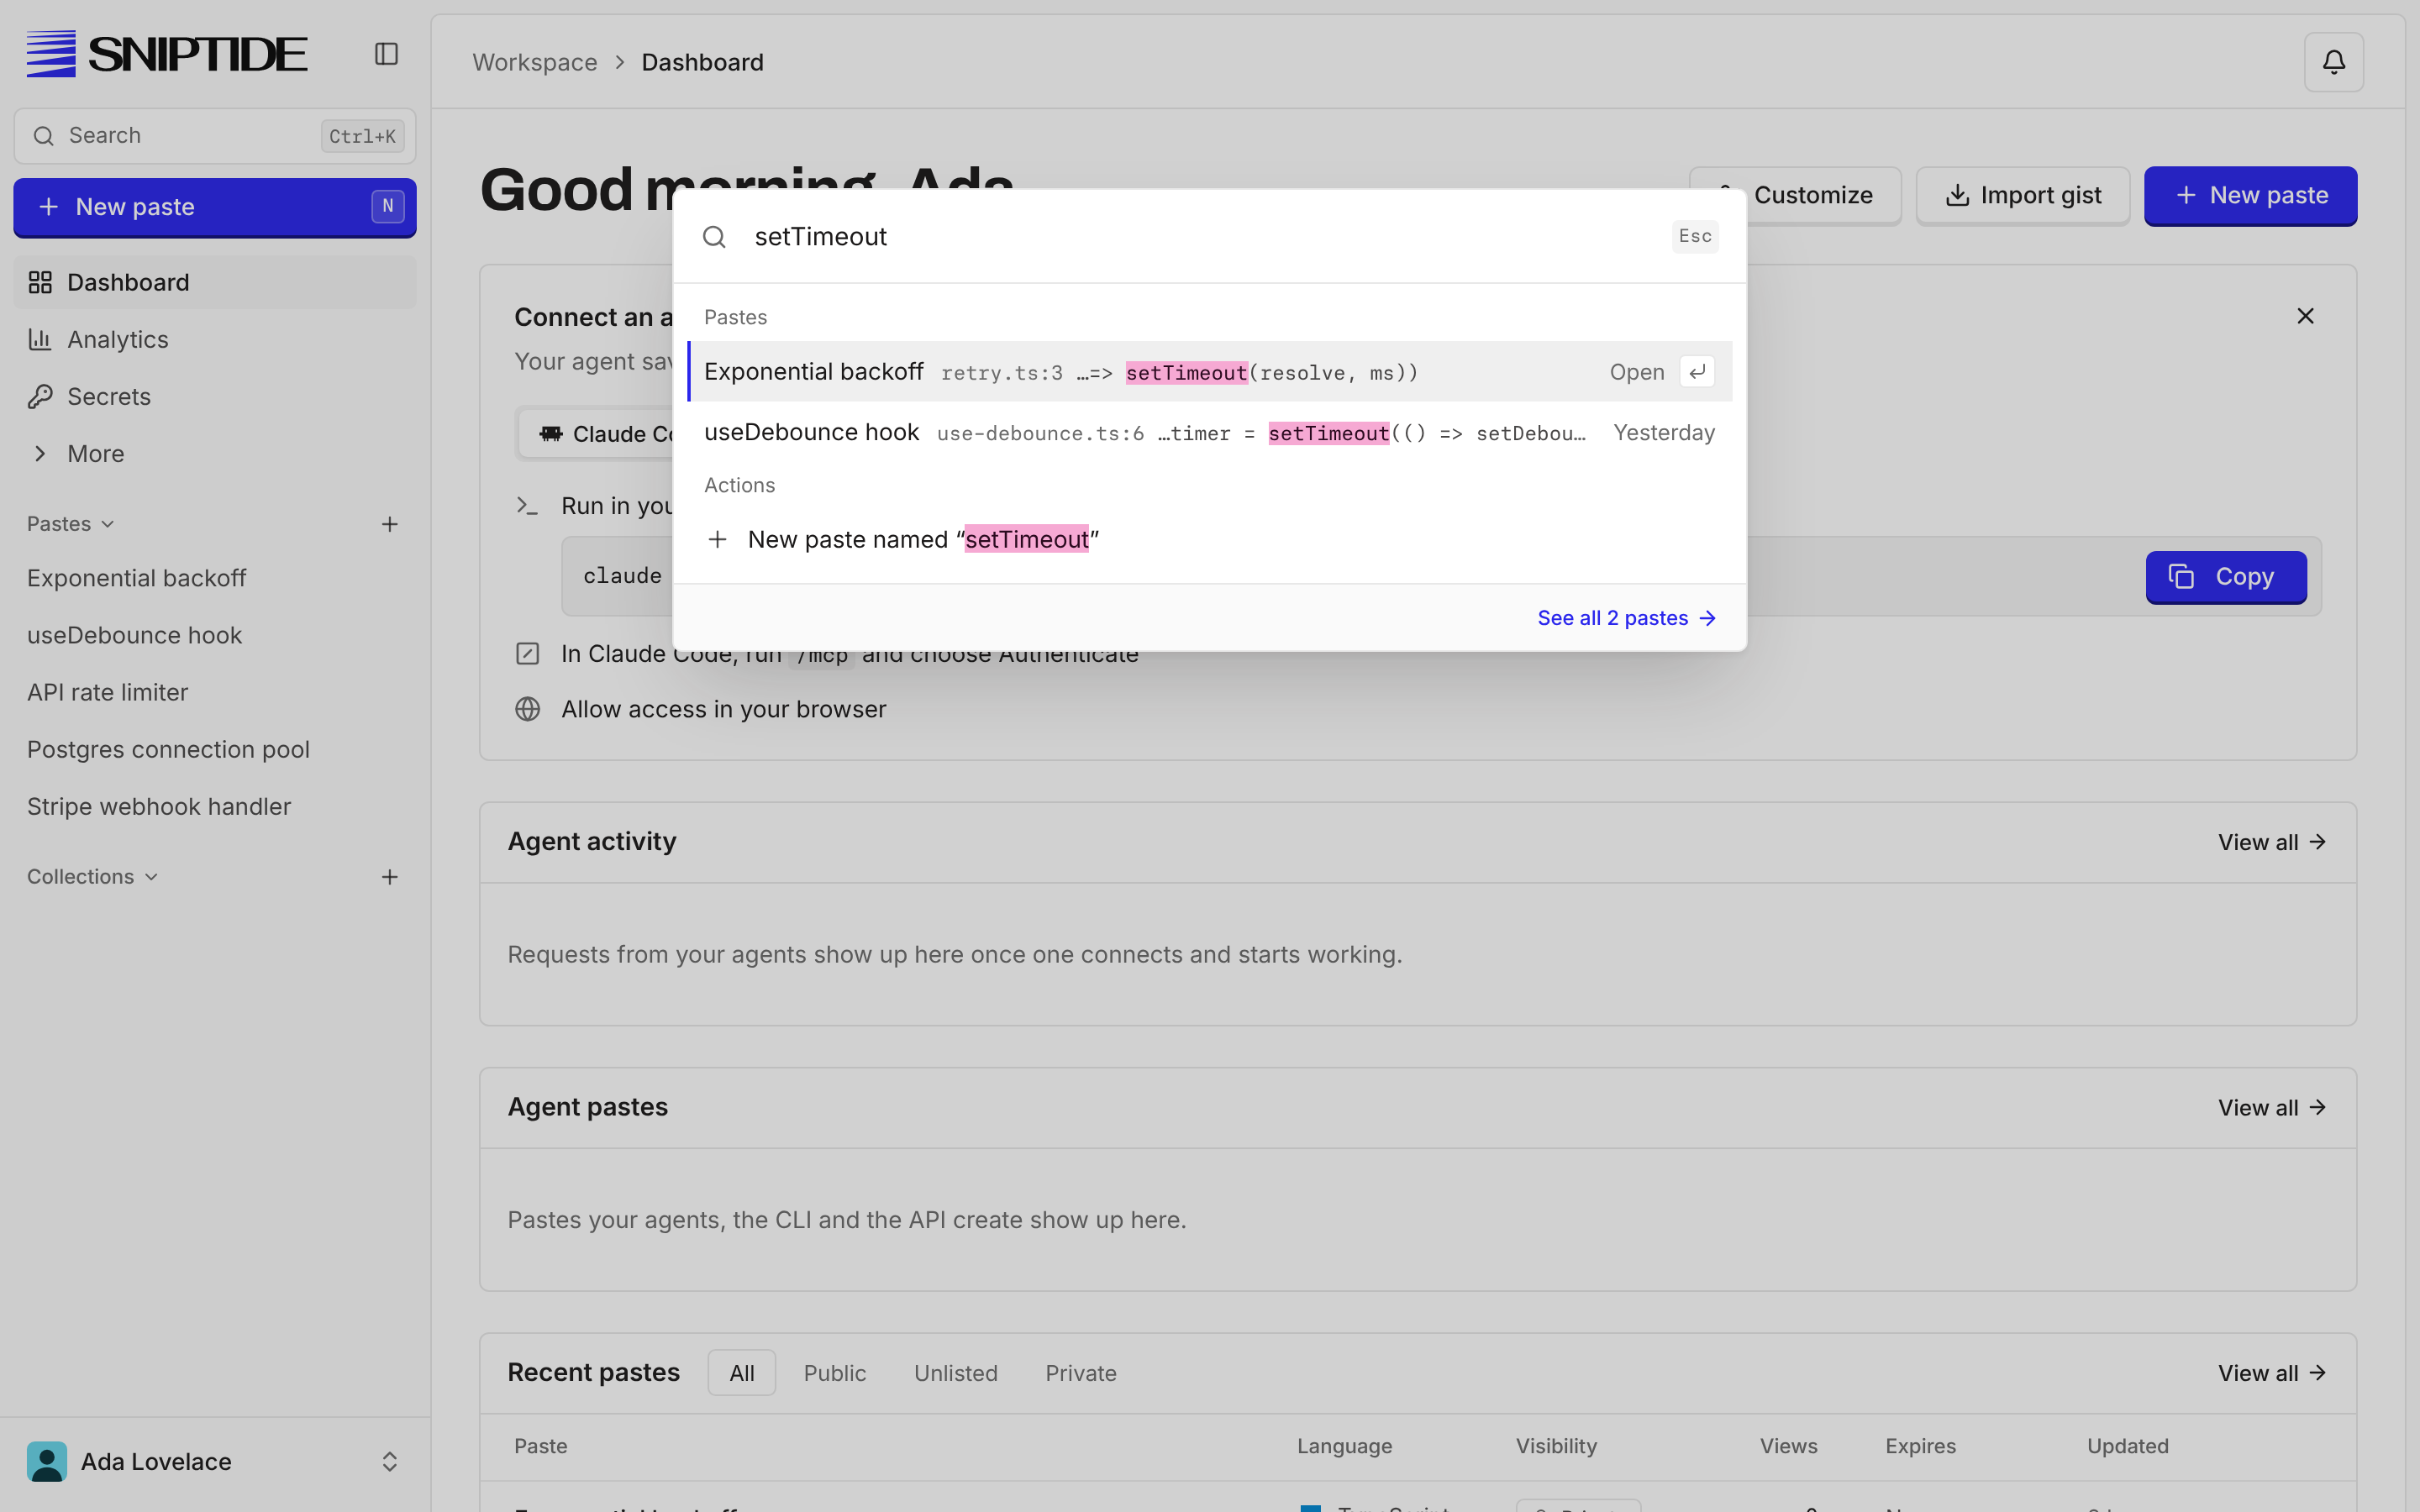 SNIPTIDE
Search Ctrl+K
New paste N
Dashboard
Analytics
Secrets
More
Pastes
Exponential backoff
useDebounce hook
API rate limiter
Postgres connection pool
Stripe webhook handler
Collections
Ada Lovelace
Workspace > Dashboard
Good morning, Ada
Customize
Import gist
New paste
setTimeout Esc
Pastes
Exponential backoff retry.ts:3 …=> setTimeout(resolve, ms)) Open
useDebounce hook use-debounce.ts:6 …timer = setTimeout(() => setDebou… Yesterday
Actions
New paste named “setTimeout”
See all 2 pastes
Connect an
Your agent
Claude
Run in
claude
Copy
In Claude Code, run /mcp and choose Authenticate
Allow access in your browser
Agent activity View all
Requests from your agents show up here once one connects and starts working.
Agent pastes View all
Pastes your agents, the CLI and the API create show up here.
Recent pastes All Public Unlisted Private View all
Paste Language Visibility Views Expires Updated